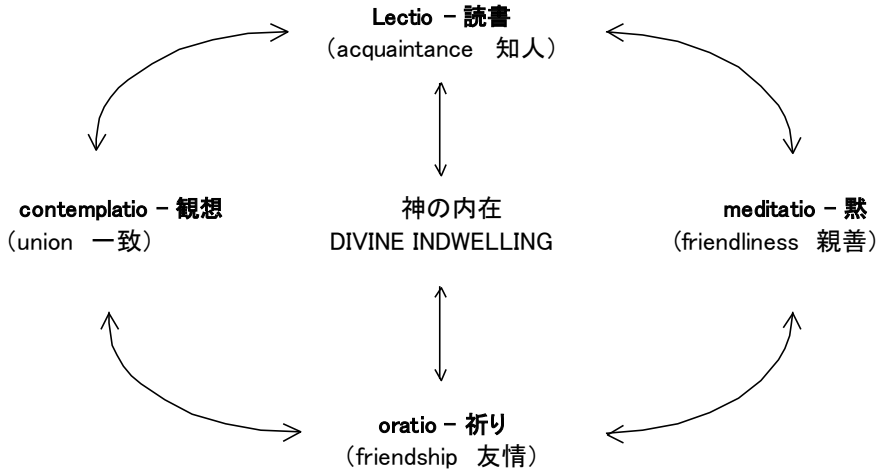 Lectio – 読書
(acquaintance　知人)
contemplatio – 観想
(union　一致)
神の内在
DIVINE INDWELLING
meditatio – 黙
(friendliness　親善)
oratio – 祈り
(friendship　友情)